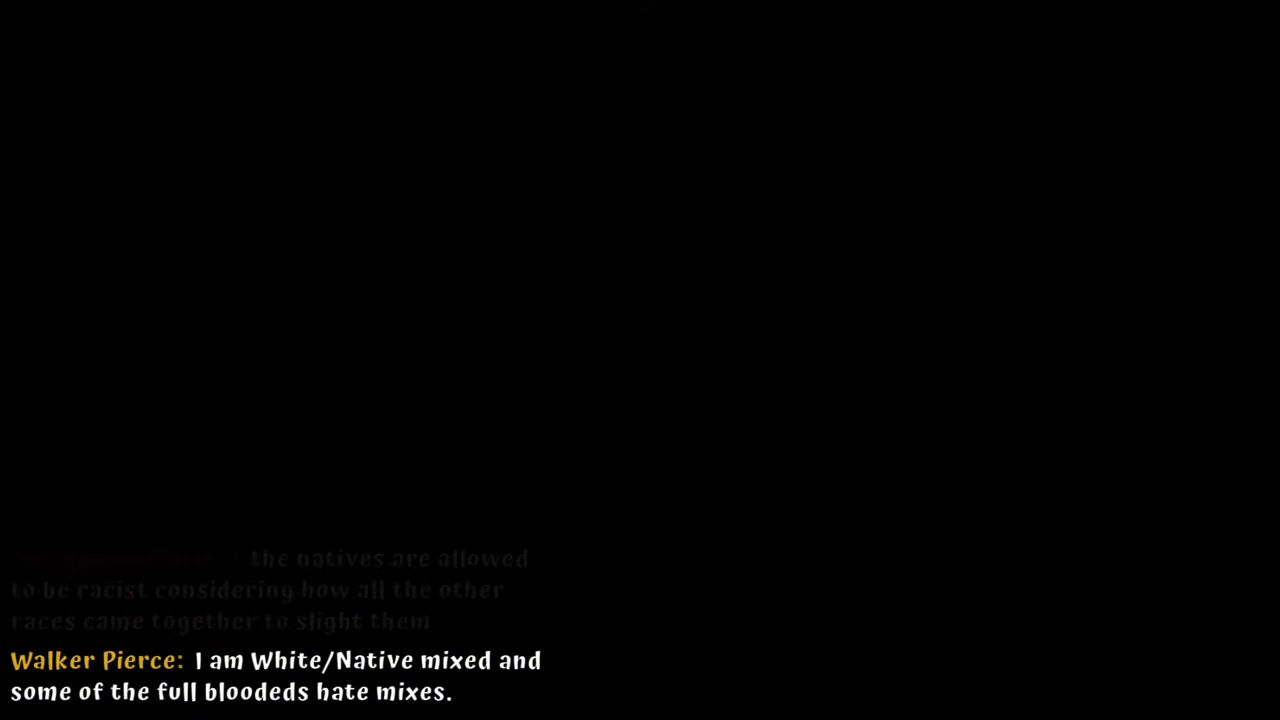 the natives are allowed
to be racist considering how all the other
races came together to slight them
Walker Pierce: I am White/Native mixed and
some of the full bloodeds hate mixes.